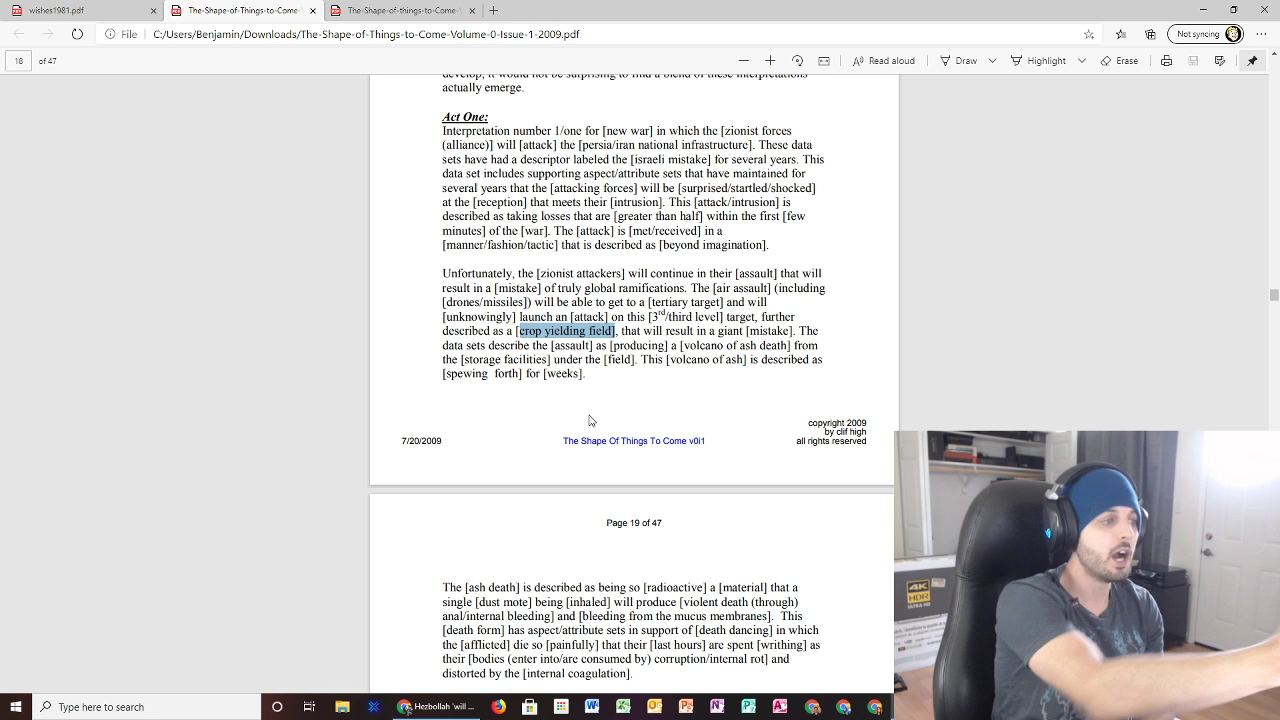 wishes1981.pdf
The-Shape-of-Things-to-Come-
The-Shape-of-things-to-Come-V
File
C:/Users/Benjamin/Downloads/The-Shape-of-Things-to-Come-Volume-0-Issue-1-2009.pdf
Not syncing
18 of 47
Read aloud
Draw
Highlight
Erase
develop, it would not be surprising to find a blend of these interpretations
actually emerge.
Act One:
Interpretation number 1/one for [new war] in which the [zionist forces
(alliance)] will [attack] the [persia/iran national infrastructure]. These data
sets have had a descriptor labeled the [israeli mistake] for several years. This
data set includes supporting aspect/attribute sets that have maintained for
several years that the [attacking forces] will be [surprised/startled/shocked]
at the [reception] that meets their [intrusion]. This [attack/intrusion] is
described as taking losses that are [greater than half] within the first [few
minutes] of the [war]. The [attack] is [met/received] in a
[manner/fashion/tactic] that is described as [beyond imagination].
Unfortunately, the [zionist attackers] will continue in their [assault] that will
result in a [mistake] of truly global ramifications. The [air assault] (including
[drones/missiles]) will be able to get to a [tertiary target] and will
[unknowingly] launch an [attack] on this [3rd/third level] target, further
described as a [crop yielding field], that will result in a giant [mistake]. The
data sets describe the [assault] as [producing] a [volcano of ash death] from
the [storage facilities] under the [field]. This [volcano of ash] is described as
[spewing forth] for [weeks].
7/20/2009
The Shape Of Things To Come v0i1
copyright 2009
by clif high
all rights reserved
Page 19 of 47
The [ash death] is described as being so [radioactive] a [material] that a
single [dust mote] being [inhaled] will produce [violent death (through)
anal/internal bleeding] and [bleeding from the mucus membranes]. This
[death form] has aspect/attribute sets in support of [death dancing] in which
the [afflicted] die so [painfully] that their [last hours] are spent [writhing] as
their [bodies (enter into/are consumed by) corruption/internal rot] and
distorted by the [internal coagulation].
4K
HDR
Type here to search
Hezbollah 'will ...